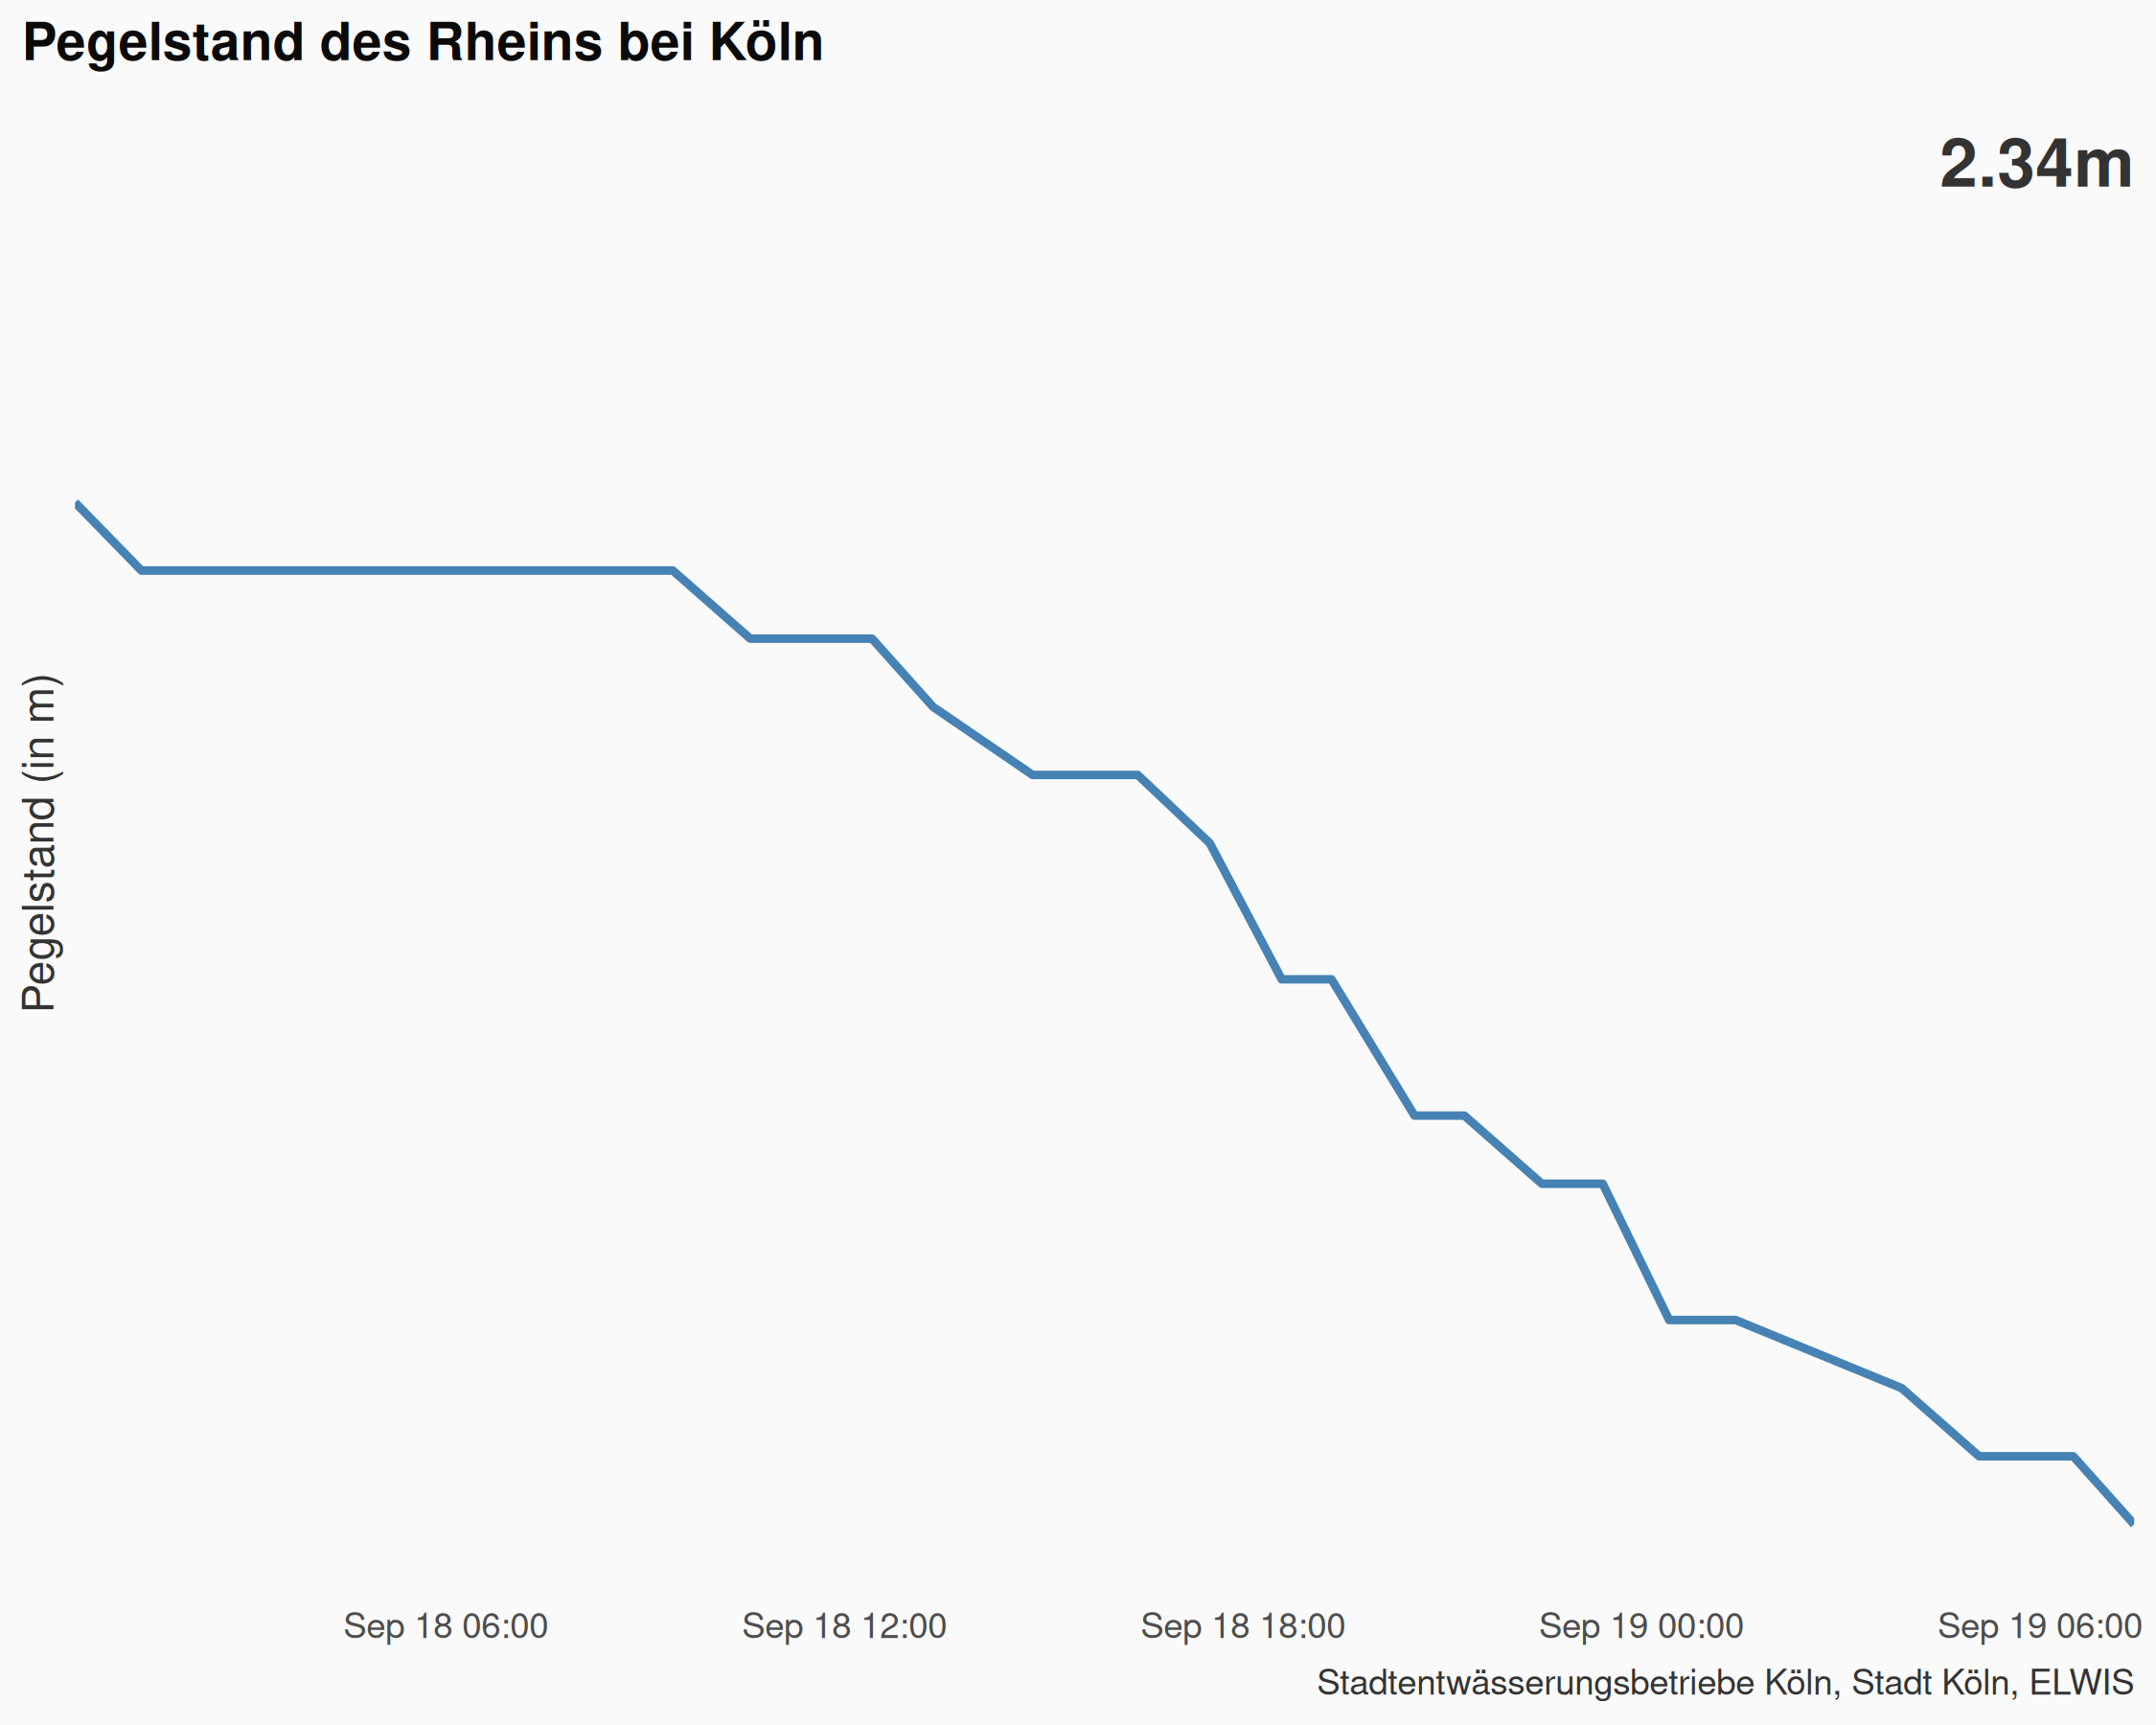 Pegelstand des Rheins bei Köln
2.34m
Pegelstand (in m)
Sep 18 06:00 Sep 18 12:00 Sep 18 18:00 Sep 19 00:00 Sep 19 06:00
Stadtentwässerungsbetriebe Köln, Stadt Köln, ELWIS